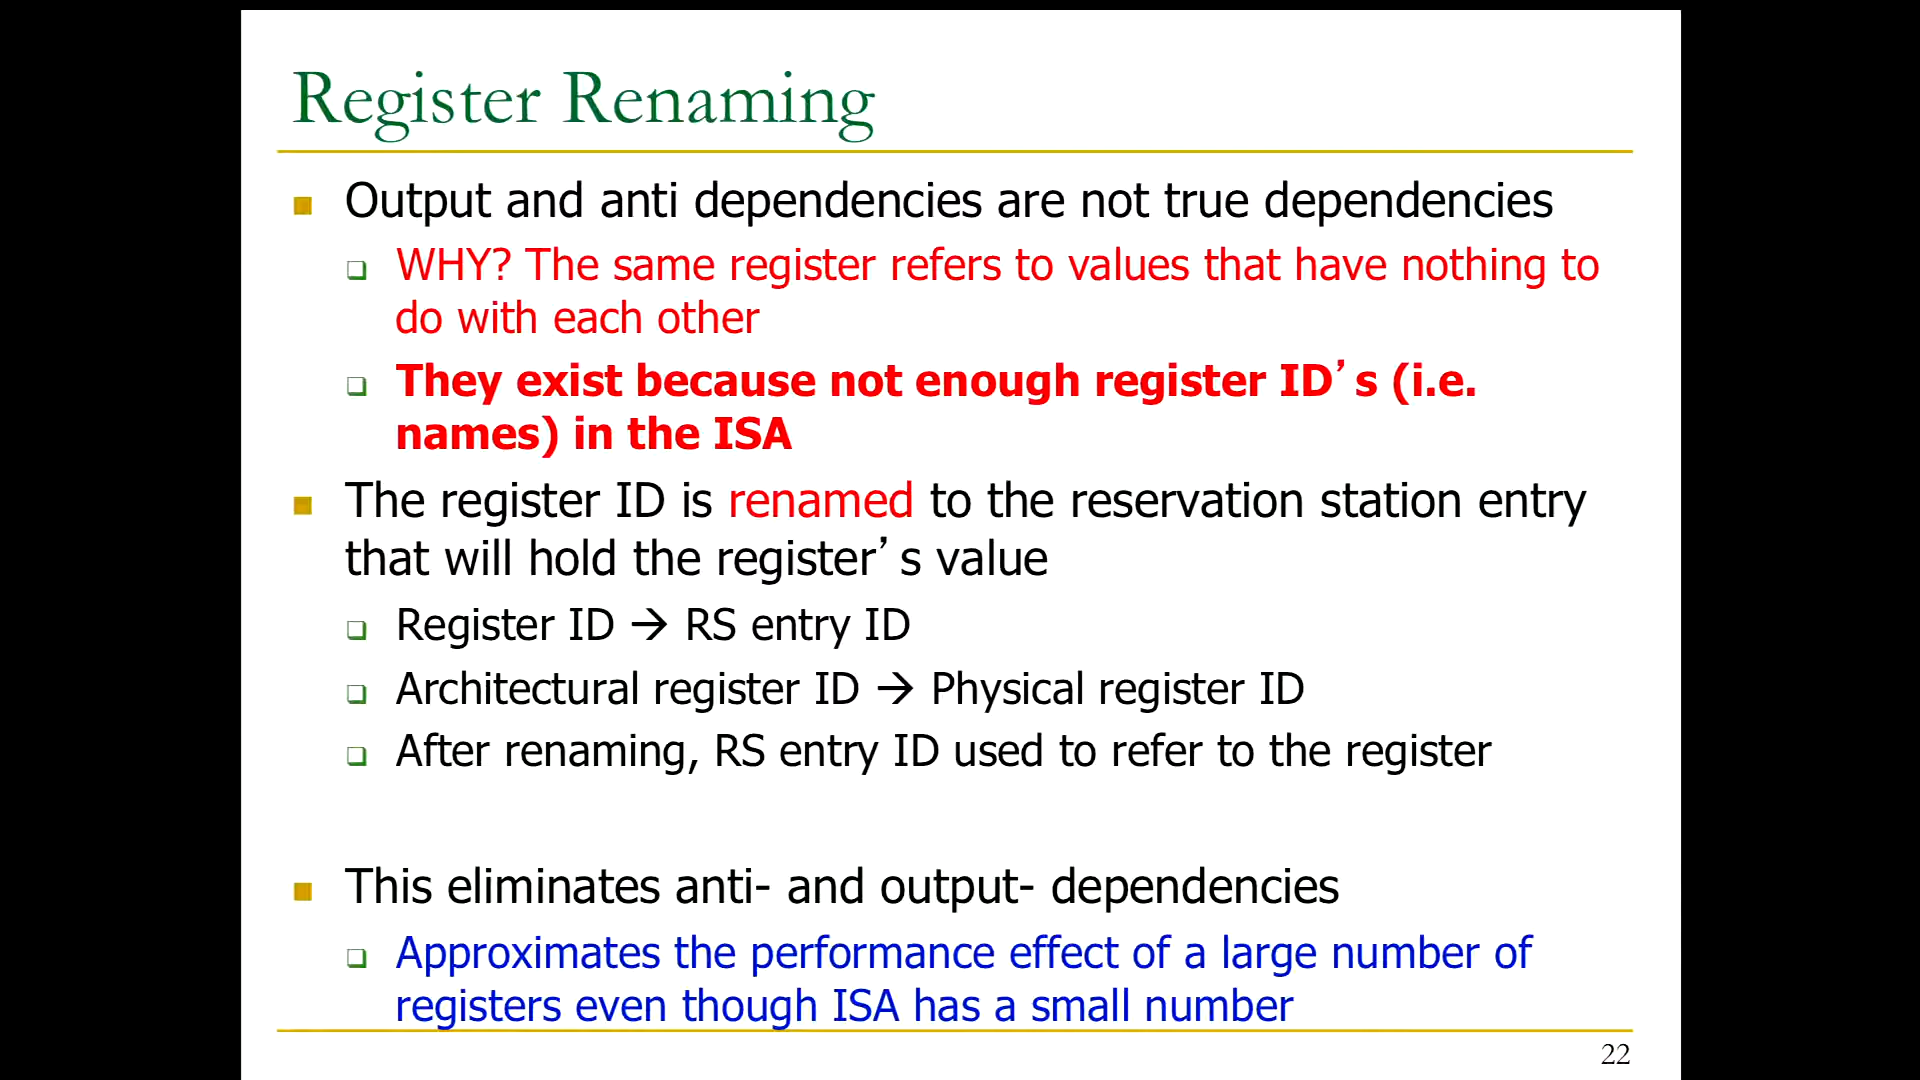 Register Renaming
Output and anti dependencies are not true dependencies
WHY? The same register refers to values that have nothing to
do with each other
They exist because not enough register ID’s (i.e.
names) in the ISA
The register ID is renamed to the reservation station entry
that will hold the register’s value
Register ID → RS entry ID
Architectural register ID → Physical register ID
After renaming, RS entry ID used to refer to the register
This eliminates anti- and output- dependencies
Approximates the performance effect of a large number of
registers even though ISA has a small number
22